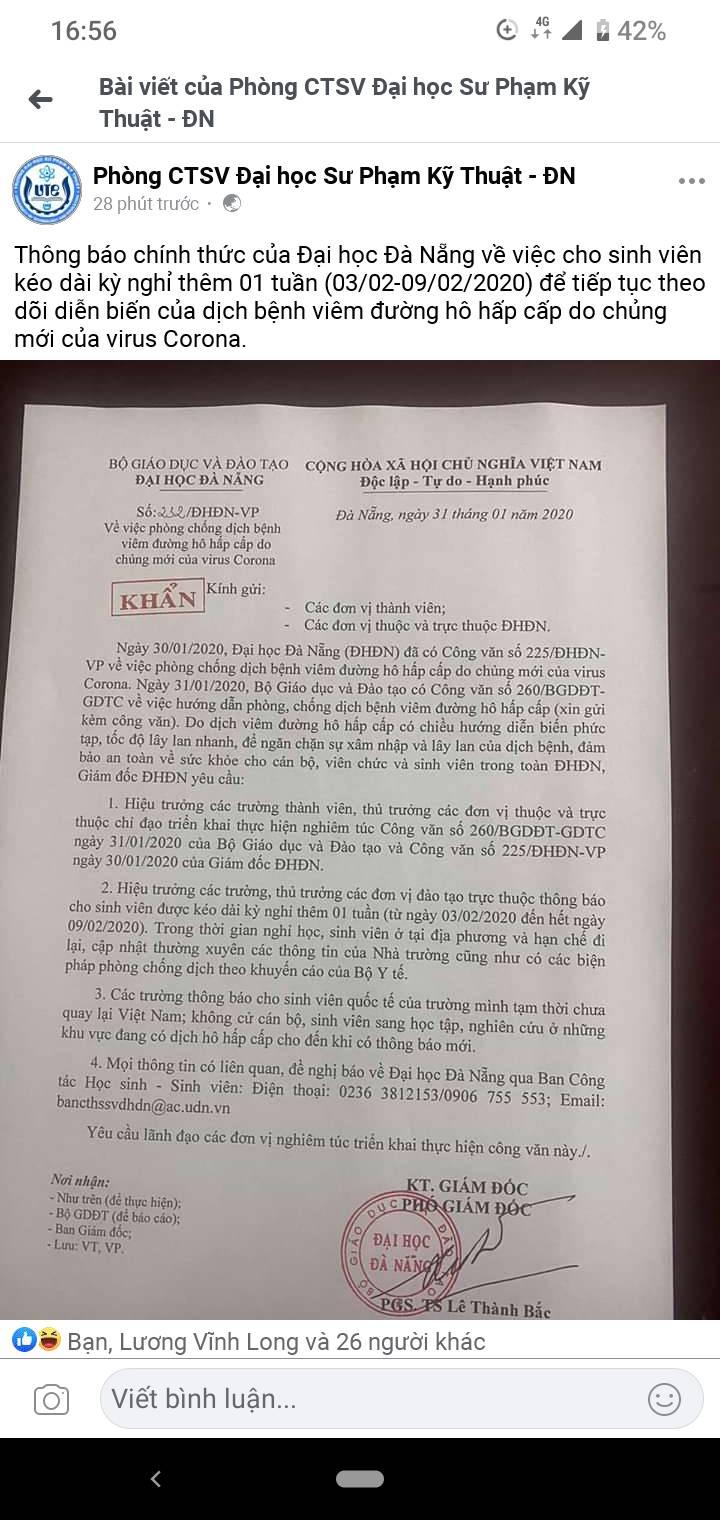 16:56
4G
42%
Bài viết của Phòng CTSV Đại học Sư Phạm Kỹ
Thuật - ĐN
UTE
Phòng CTSV Đại học Sư Phạm Kỹ Thuật - ĐN
28 phút trước ·
Thông báo chính thức của Đại học Đà Nẵng về việc cho sinh viên
kéo dài kỳ nghỉ thêm 01 tuần (03/02-09/02/2020) để tiếp tục theo
dõi diễn biến của dịch bệnh viêm đường hô hấp cấp do chủng
mới của virus Corona.
BỘ GIÁO DỤC VÀ ĐÀO TẠO
ĐẠI HỌC ĐÀ NẴNG
CỘNG HÒA XÃ HỘI CHỦ NGHĨA VIỆT NAM
Độc lập - Tự do - Hạnh phúc
Số:232/ĐHĐN-VP
Về việc phòng chống dịch bệnh
viêm đường hô hấp cấp do
chủng mới của virus Corona
Đà Nẵng, ngày 31 tháng 01 năm 2020
KHẨN
Kính gửi:
- Các đơn vị thành viên;
- Các đơn vị thuộc và trực thuộc ĐHĐN.
Ngày 30/01/2020, Đại học Đà Nẵng (ĐHĐN) đã có Công văn số 225/ĐHĐN-
VP về việc phòng chống dịch bệnh viêm đường hô hấp cấp do chủng mới của virus
Corona. Ngày 31/01/2020, Bộ Giáo dục và Đào tạo có Công văn số 260/BGDĐT-
GDTC về việc hướng dẫn phòng, chống dịch bệnh viêm đường hô hấp cấp (xin gửi
kèm công văn). Do dịch viêm đường hô hấp cấp có chiều hướng diễn biến phức
tạp, tốc độ lây lan nhanh, để ngăn chặn sự xâm nhập và lây lan của dịch bệnh, đảm
bảo an toàn về sức khỏe cho cán bộ, viên chức và sinh viên trong toàn ĐHĐN,
Giám đốc ĐHĐN yêu cầu:
1. Hiệu trưởng các trường thành viên, thủ trưởng các đơn vị thuộc và trực
thuộc chỉ đạo triển khai thực hiện nghiêm túc Công văn số 260/BGDĐT-GDTC
ngày 31/01/2020 của Bộ Giáo dục và Đào tạo và Công văn số 225/ĐHĐN-VP
ngày 30/01/2020 của Giám đốc ĐHĐN.
2. Hiệu trưởng các trường, thủ trưởng các đơn vị đào tạo trực thuộc thông báo
cho sinh viên được kéo dài kỳ nghỉ thêm 01 tuần (từ ngày 03/02/2020 đến hết ngày
09/02/2020). Trong thời gian nghỉ học, sinh viên ở tại địa phương và hạn chế đi
lại, cập nhật thường xuyên các thông tin của Nhà trường cũng như có các biện
pháp phòng chống dịch theo khuyến cáo của Bộ Y tế.
3. Các trường thông báo cho sinh viên quốc tế của trường mình tạm thời chưa
quay lại Việt Nam; không cử cán bộ, sinh viên sang học tập, nghiên cứu ở những
khu vực đang có dịch hô hấp cấp cho đến khi có thông báo mới.
4. Mọi thông tin có liên quan, đề nghị báo về Đại học Đà Nẵng qua Ban Công
tác Học sinh - Sinh viên: Điện thoại: 0236 3812153/0906 755 553; Email:
bancthssvdhdn@ac.udn.vn
Yêu cầu lãnh đạo các đơn vị nghiêm túc triển khai thực hiện công văn này./.
Nơi nhận:
- Như trên (để thực hiện);
- Bộ GDĐT (để báo cáo);
- Ban Giám đốc;
- Lưu: VT, VP.
KT. GIÁM ĐỐC
PHÓ GIÁM ĐỐC
ĐẠI HỌC
ĐÀ NẴNG
PGS. TS Lê Thành Bắc
Bạn, Lương Vĩnh Long và 26 người khác
Viết bình luận...